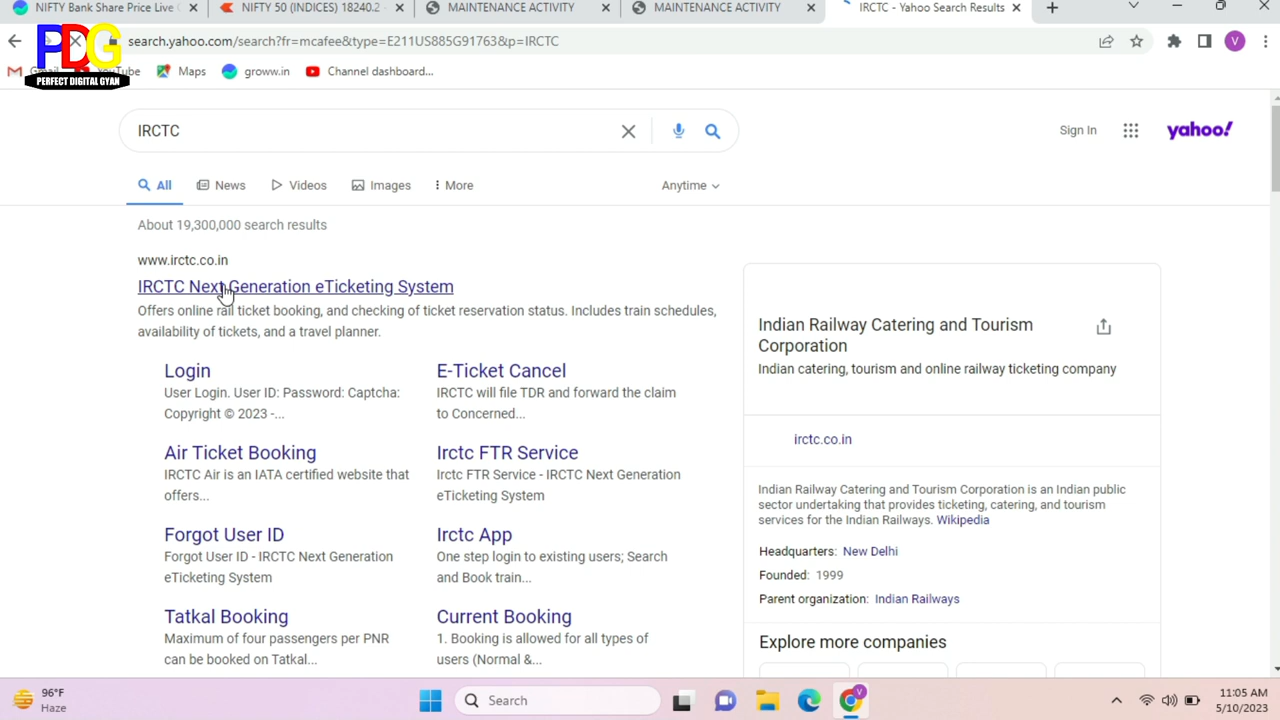 NIFTY Bank Share Price Live
NIFTY 50 (INDICES) 18240.2
MAINTENANCE ACTIVITY
MAINTENANCE ACTIVITY
IRCTC - Yahoo Search Results
search.yahoo.com/search?fr=mcafee&type=E211US885G91763&p=IRCTC
V
PDG
PERFECT DIGITAL GYAN
Gmail
YouTube
Maps
groww.in
Channel dashboard...
IRCTC
Sign In
yahoo!
All
News
Videos
Images
More
Anytime
About 19,300,000 search results
www.irctc.co.in
IRCTC Next Generation eTicketing System
Offers online rail ticket booking, and checking of ticket reservation status. Includes train schedules,
availability of tickets, and a travel planner.
Login
User Login. User ID: Password: Captcha:
Copyright © 2023 -...
E-Ticket Cancel
IRCTC will file TDR and forward the claim
to Concerned...
Air Ticket Booking
IRCTC Air is an IATA certified website that
offers...
Irctc FTR Service
Irctc FTR Service - IRCTC Next Generation
eTicketing System
Forgot User ID
Forgot User ID - IRCTC Next Generation
eTicketing System
Irctc App
One step login to existing users; Search
and Book train...
Tatkal Booking
Maximum of four passengers per PNR
can be booked on Tatkal...
Current Booking
1. Booking is allowed for all types of
users (Normal &...
Indian Railway Catering and Tourism
Corporation
Indian catering, tourism and online railway ticketing company
irctc.co.in
Indian Railway Catering and Tourism Corporation is an Indian public
sector undertaking that provides ticketing, catering, and tourism
services for the Indian Railways. Wikipedia
Headquarters: New Delhi
Founded: 1999
Parent organization: Indian Railways
Explore more companies
96°F
Haze
Search
V
11:05 AM
5/10/2023